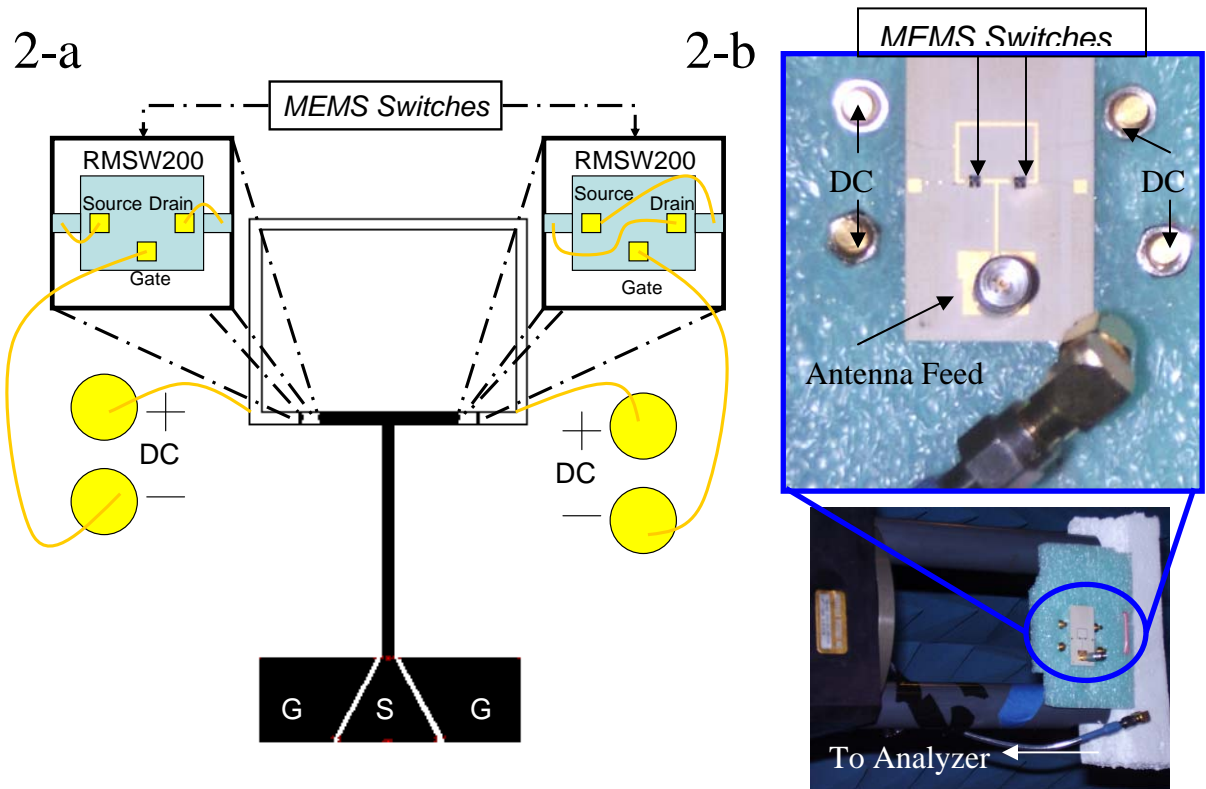 2-a
MEMS Switches
RMSW200
Source Drain
Gate
RMSW200
Source
Drain
Gate
+
DC
—
+
DC
—
G S G
2-b
MEMS Switches
DC
DC
Antenna Feed
To Analyzer